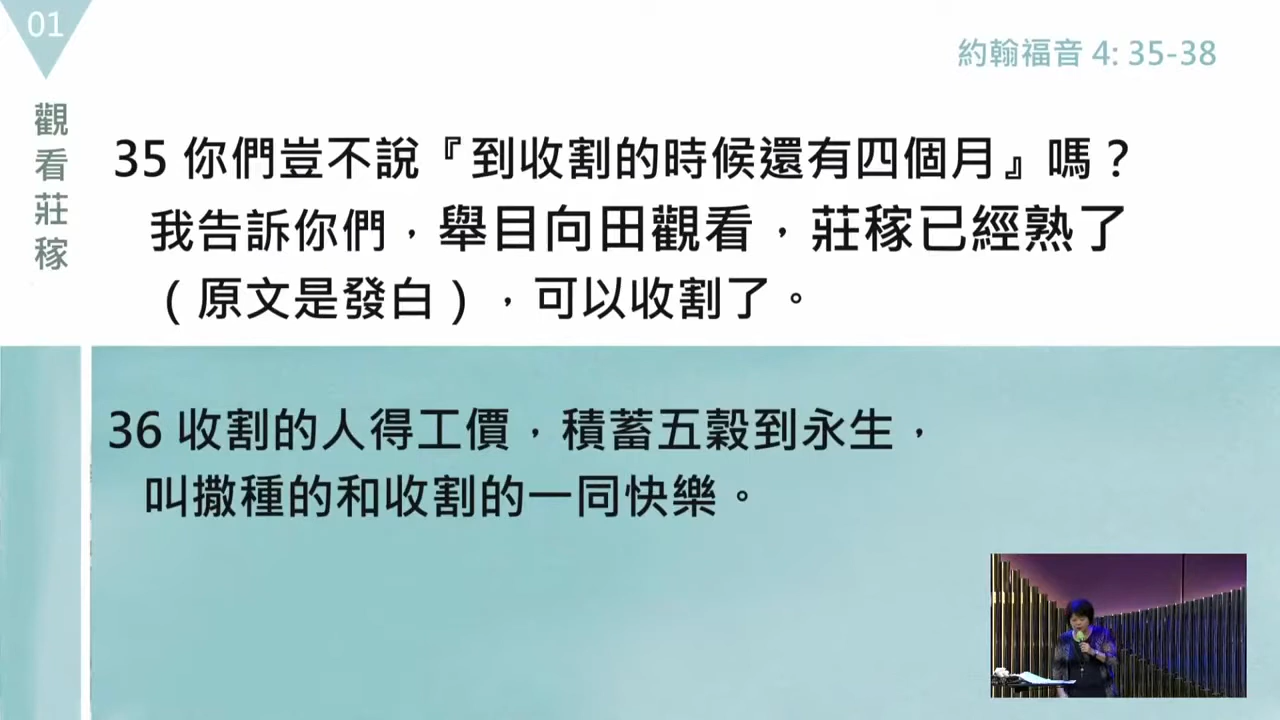 01
觀看莊稼
約翰福音 4: 35-38
35 你們豈不說『到收割的時候還有四個月』嗎？
我告訴你們，舉目向田觀看，莊稼已經熟了
（原文是發白），可以收割了。
36 收割的人得工價，積蓄五穀到永生，
叫撒種的和收割的一同快樂。